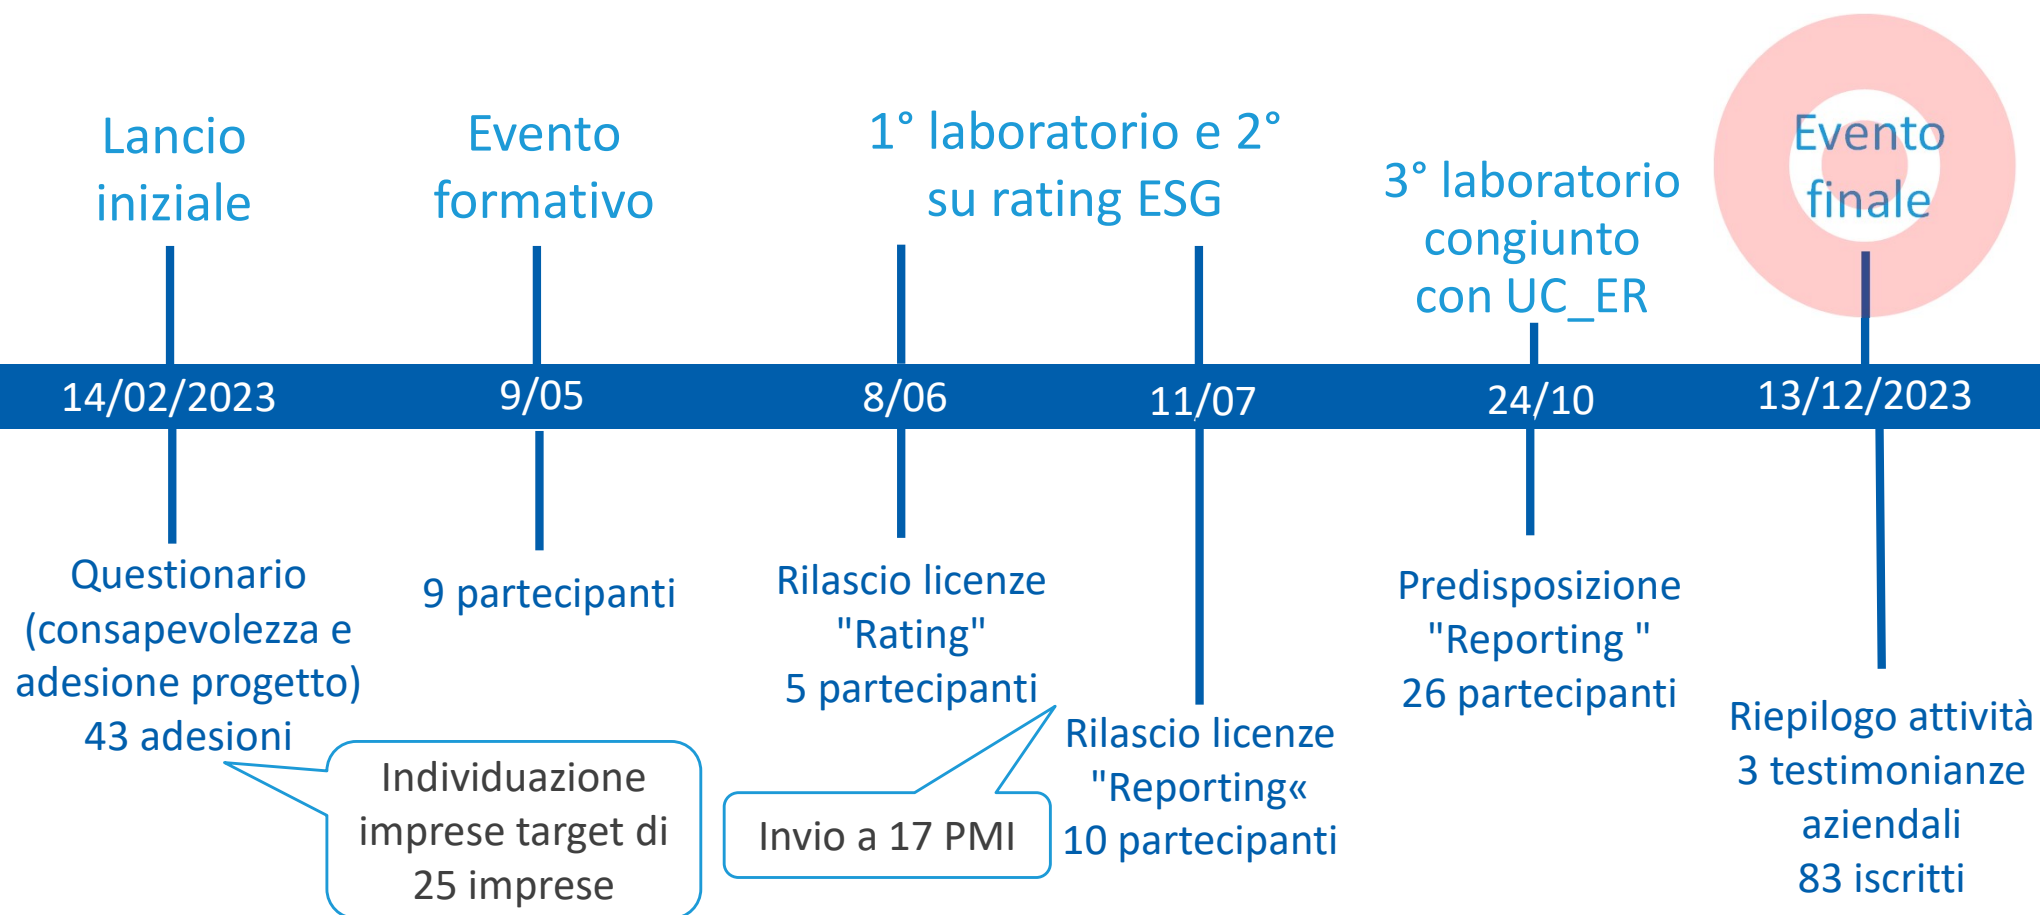 Lancio
iniziale
Evento
formativo
1° laboratorio e 2°
su rating ESG
3° laboratorio
congiunto
con UC_ER
Evento
finale
14/02/2023
9/05
8/06
11/07
24/10
13/12/2023
Questionario
(consapevolezza e
adesione progetto)
43 adesioni
Individuazione
imprese target di
25 imprese
9 partecipanti
Rilascio licenze
"Rating"
5 partecipanti
Invio a 17 PMI
Rilascio licenze
"Reporting«
10 partecipanti
Predisposizione
"Reporting "
26 partecipanti
Riepilogo attività
3 testimonianze
aziendali
83 iscritti